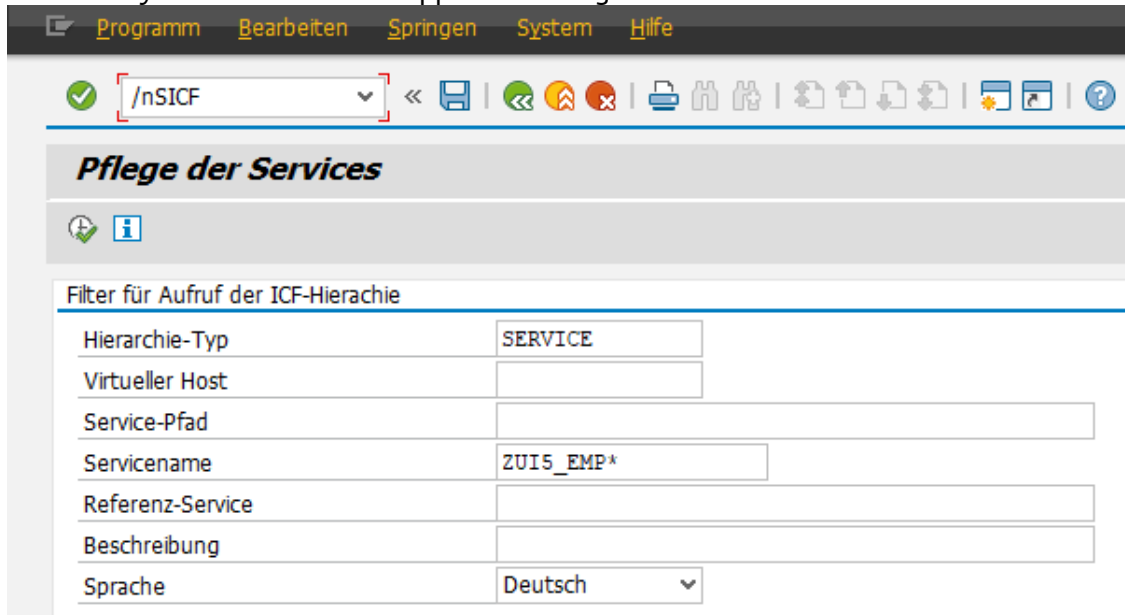 Programm Bearbeiten Springen System Hilfe
/nSICF
Pflege der Services
Filter für Aufruf der ICF-Hierachie
Hierarchie-Typ SERVICE
Virtueller Host
Service-Pfad
Servicename ZUI5_EMP*
Referenz-Service
Beschreibung
Sprache Deutsch